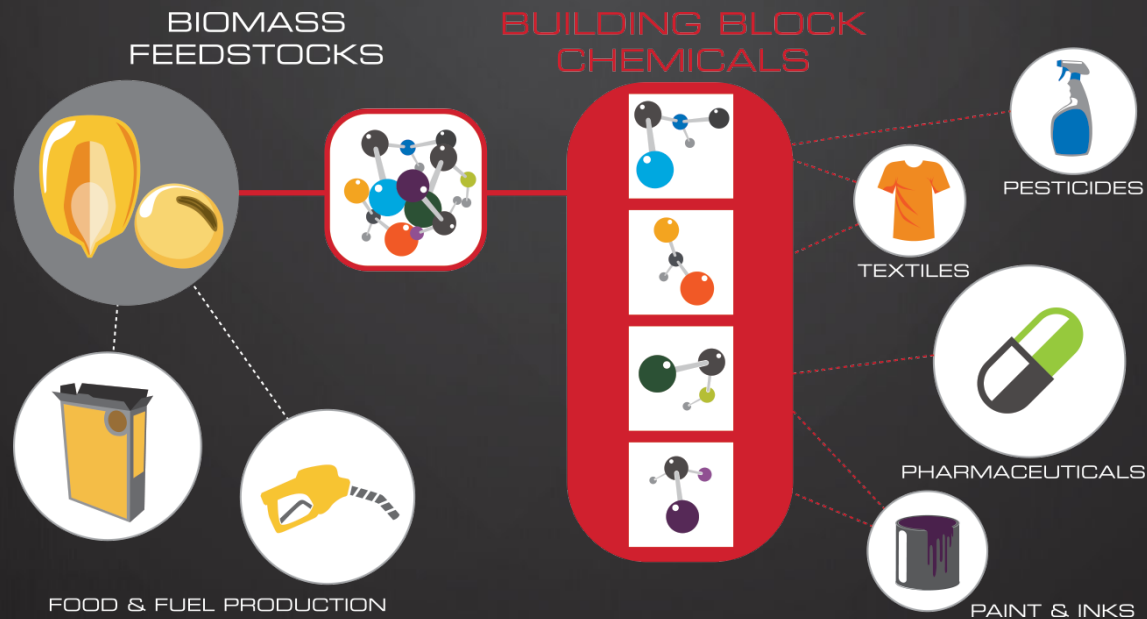 BIOMASS
FEEDSTOCKS
BUILDING BLOCK
CHEMICALS
PESTICIDES
TEXTILES
PHARMACEUTICALS
FOOD & FUEL PRODUCTION
PAINT & INKS